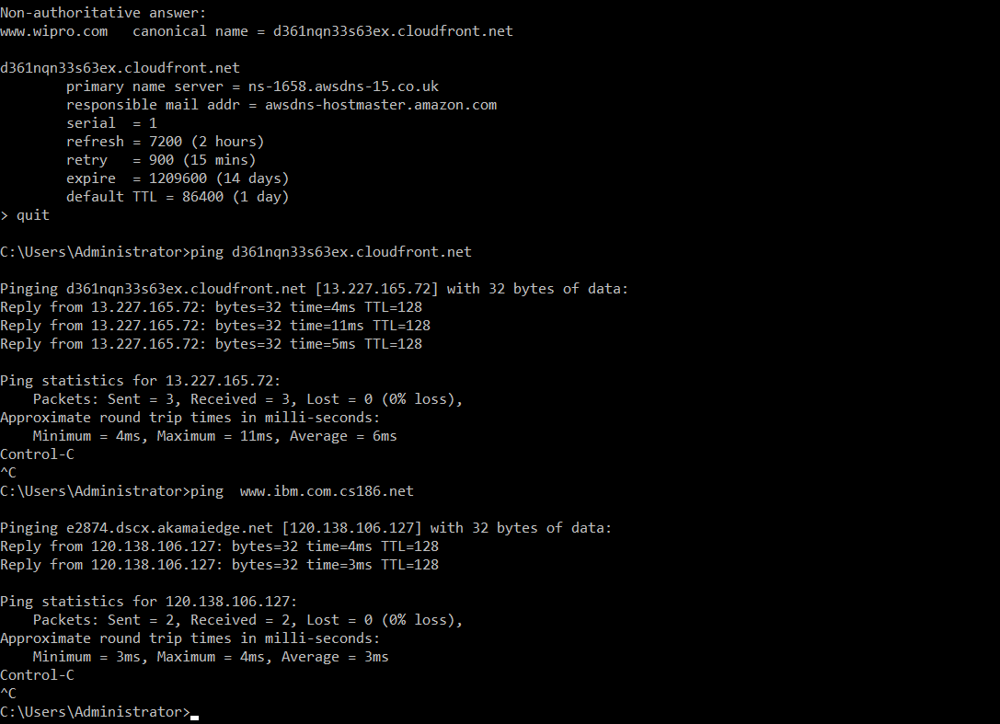 Non-authoritative answer:
www.wipro.com   canonical name = d361nqn33s63ex.cloudfront.net
d361nqn33s63ex.cloudfront.net
        primary name server = ns-1658.awsdns-15.co.uk
        responsible mail addr = awsdns-hostmaster.amazon.com
        serial  = 1
        refresh = 7200 (2 hours)
        retry   = 900 (15 mins)
        expire  = 1209600 (14 days)
        default TTL = 86400 (1 day)
> quit
C:\Users\Administrator>ping d361nqn33s63ex.cloudfront.net
Pinging d361nqn33s63ex.cloudfront.net [13.227.165.72] with 32 bytes of data:
Reply from 13.227.165.72: bytes=32 time=4ms TTL=128
Reply from 13.227.165.72: bytes=32 time=11ms TTL=128
Reply from 13.227.165.72: bytes=32 time=5ms TTL=128
Ping statistics for 13.227.165.72:
    Packets: Sent = 3, Received = 3, Lost = 0 (0% loss),
Approximate round trip times in milli-seconds:
    Minimum = 4ms, Maximum = 11ms, Average = 6ms
Control-C
^C
C:\Users\Administrator>ping  www.ibm.com.cs186.net
Pinging e2874.dscx.akamaiedge.net [120.138.106.127] with 32 bytes of data:
Reply from 120.138.106.127: bytes=32 time=4ms TTL=128
Reply from 120.138.106.127: bytes=32 time=3ms TTL=128
Ping statistics for 120.138.106.127:
    Packets: Sent = 2, Received = 2, Lost = 0 (0% loss),
Approximate round trip times in milli-seconds:
    Minimum = 3ms, Maximum = 4ms, Average = 3ms
Control-C
^C
C:\Users\Administrator>